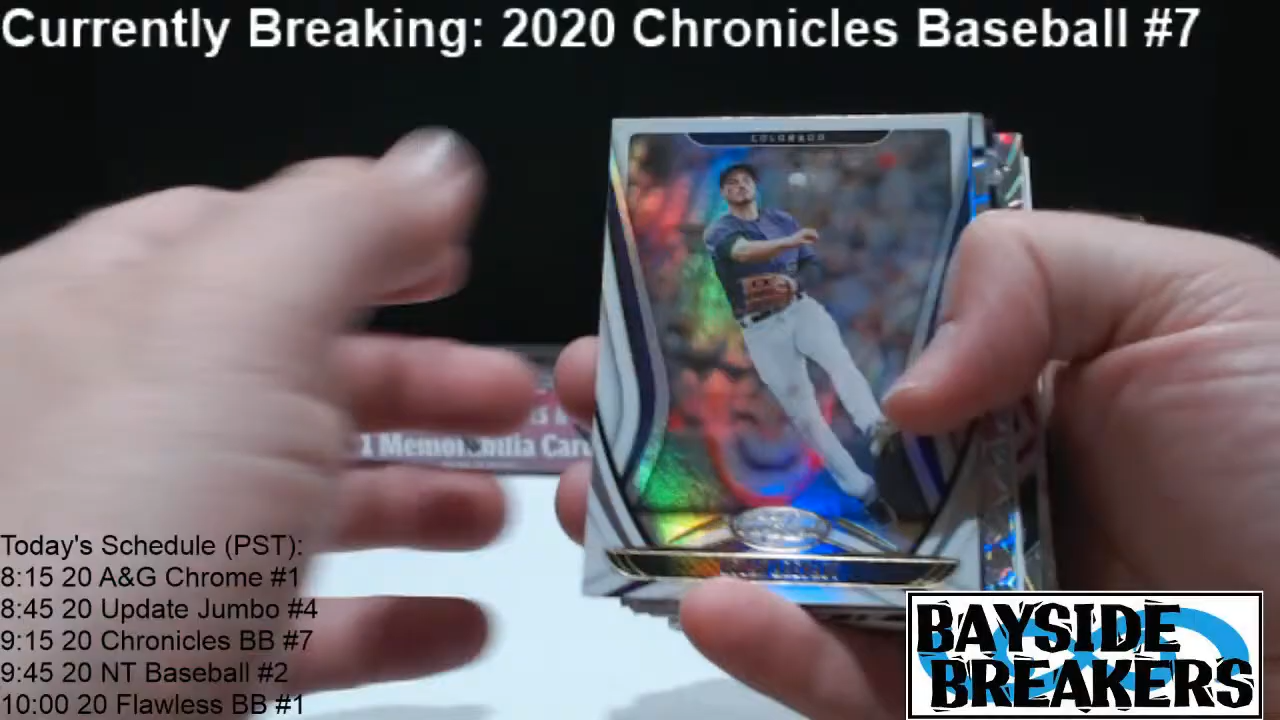 Currently Breaking: 2020 Chronicles Baseball #7
COLORADO
1 Memorabilia Card
Today's Schedule (PST):
8:15 20 A&G Chrome #1
8:45 20 Update Jumbo #4
9:15 20 Chronicles BB #7
9:45 20 NT Baseball #2
10:00 20 Flawless BB #1
BAYSIDE
BREAKERS